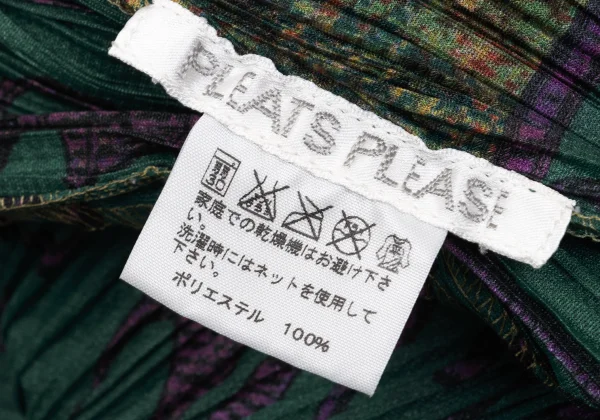 PLEATS PLEASE
家庭での乾燥機はお避け下さ
い。
洗濯時にはネットを使用して
下さい。
ポリエステル 100%